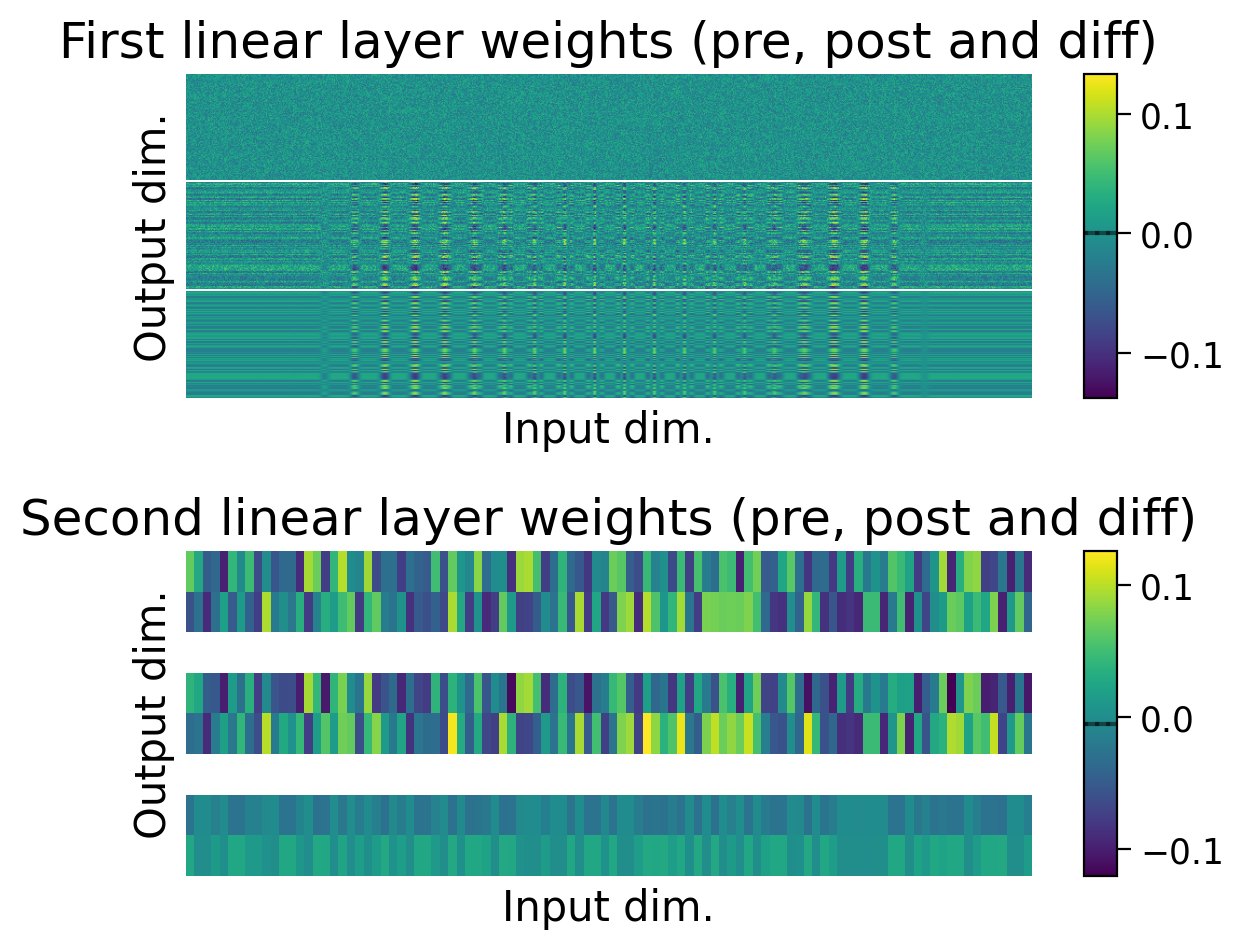 First linear layer weights (pre, post and diff)
Output dim.
0.1
0.0
−0.1
Input dim.
Second linear layer weights (pre, post and diff)
Output dim.
0.1
0.0
−0.1
Input dim.